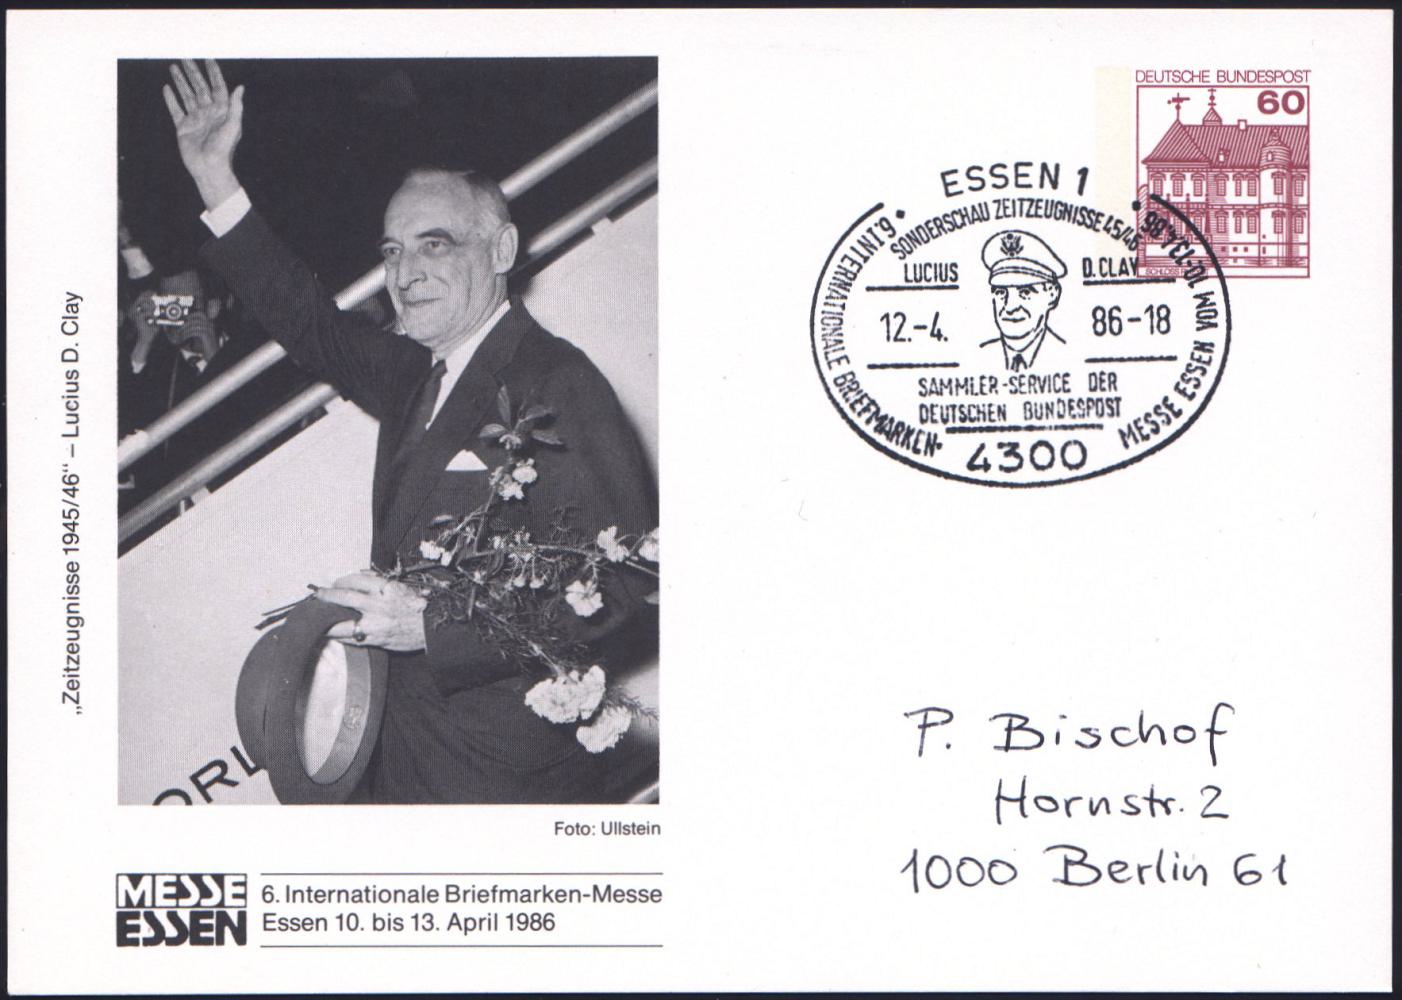 „Zeitzeugnisse 1945/46“ – Lucius D. Clay
ORL
Foto: Ullstein
MESSE
ESSEN
6. Internationale Briefmarken-Messe
Essen 10. bis 13. April 1986
DEUTSCHE BUNDESPOST
60
SCHLOSS
ESSEN 1
6. INTERNATIONALE BRIEFMARKEN-
MESSE ESSEN VOM 10.-13.4.86
SONDERSCHAU ZEITZEUGNISSE 45/46
LUCIUS D. CLAY
12.-4. 86-18
SAMMLER-SERVICE DER
DEUTSCHEN BUNDESPOST
4300
P. Bischof
Hornstr. 2
1000 Berlin 61